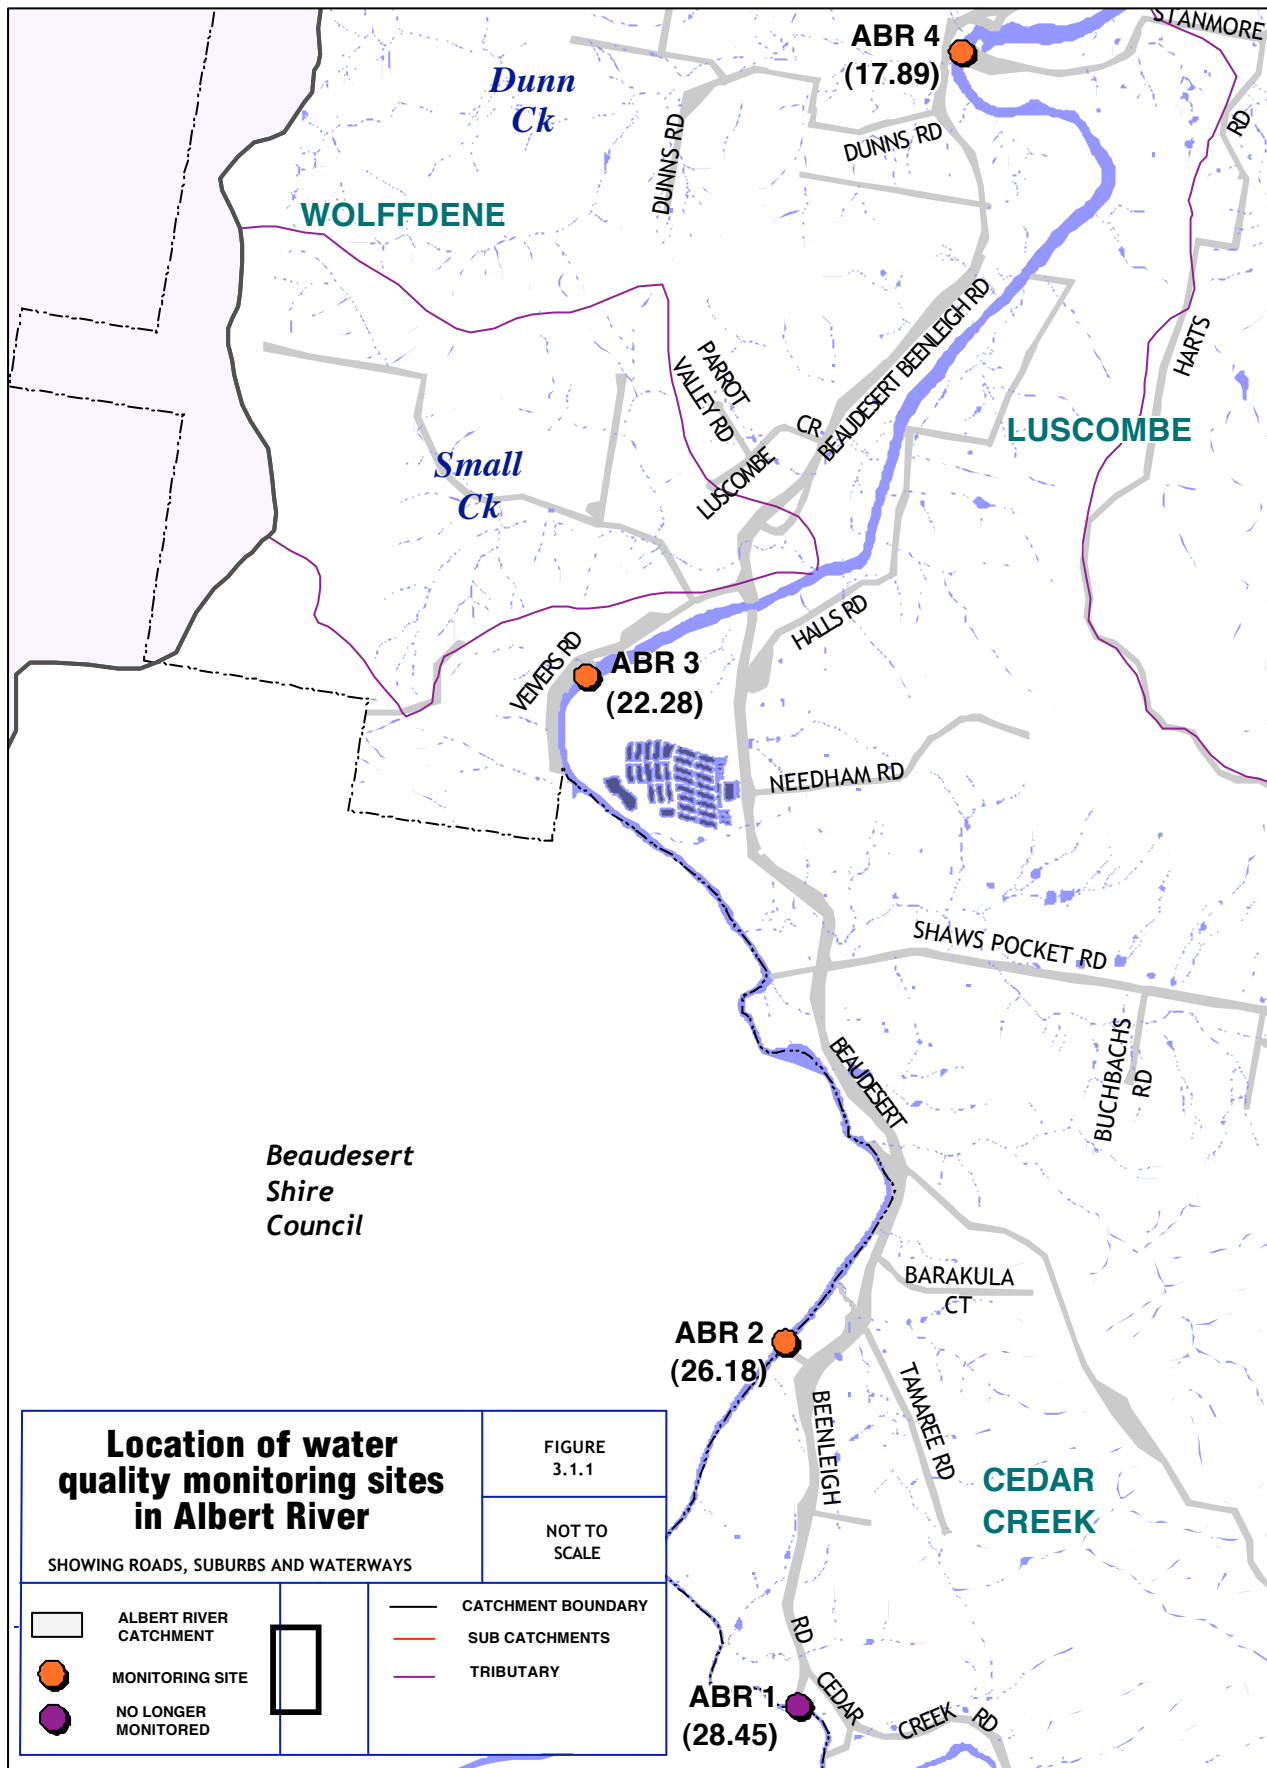 STANMORE
ABR 4
(17.89)
Dunn
Ck
RD
DUNNS RD
DUNNS RD
WOLFFDENE
BEAUDESERT BEENLEIGH RD
HARTS
PARROT
VALLEY RD
CR
LUSCOMBE
LUSCOMBE
Small
Ck
HALLS RD
VEIVERS RD
ABR 3
(22.28)
NEEDHAM RD
SHAWS POCKET RD
BUCHBACHS
RD
BEAUDESERT
Beaudesert
Shire
Council
BARAKULA
CT
ABR 2
(26.18)
TAMAREE RD
BEENLEIGH
CEDAR
CREEK
RD
ABR 1
(28.45)
CEDAR
CREEK
RD
Location of water
quality monitoring sites
in Albert River
SHOWING ROADS, SUBURBS AND WATERWAYS
FIGURE
3.1.1
NOT TO
SCALE
ALBERT RIVER
CATCHMENT
MONITORING SITE
NO LONGER
MONITORED
CATCHMENT BOUNDARY
SUB CATCHMENTS
TRIBUTARY